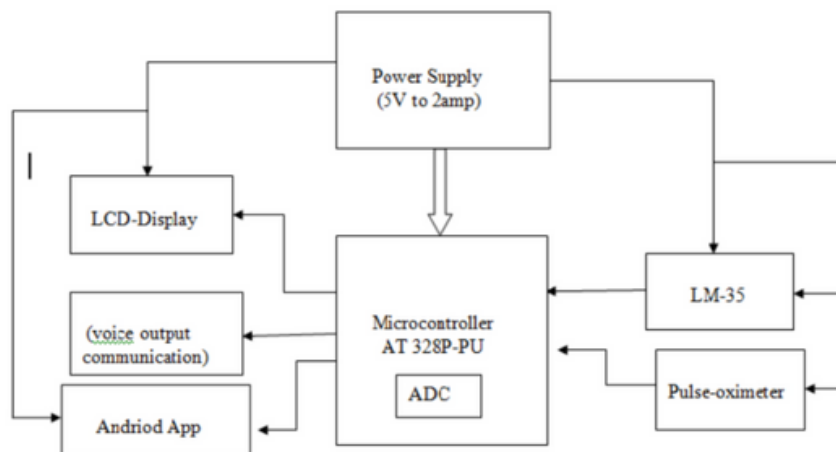 Power Supply
(5V to 2amp)
LCD-Display
LM-35
(voice output
communication)
Microcontroller
AT 328P-PU
ADC
Pulse-oximeter
Andriod App